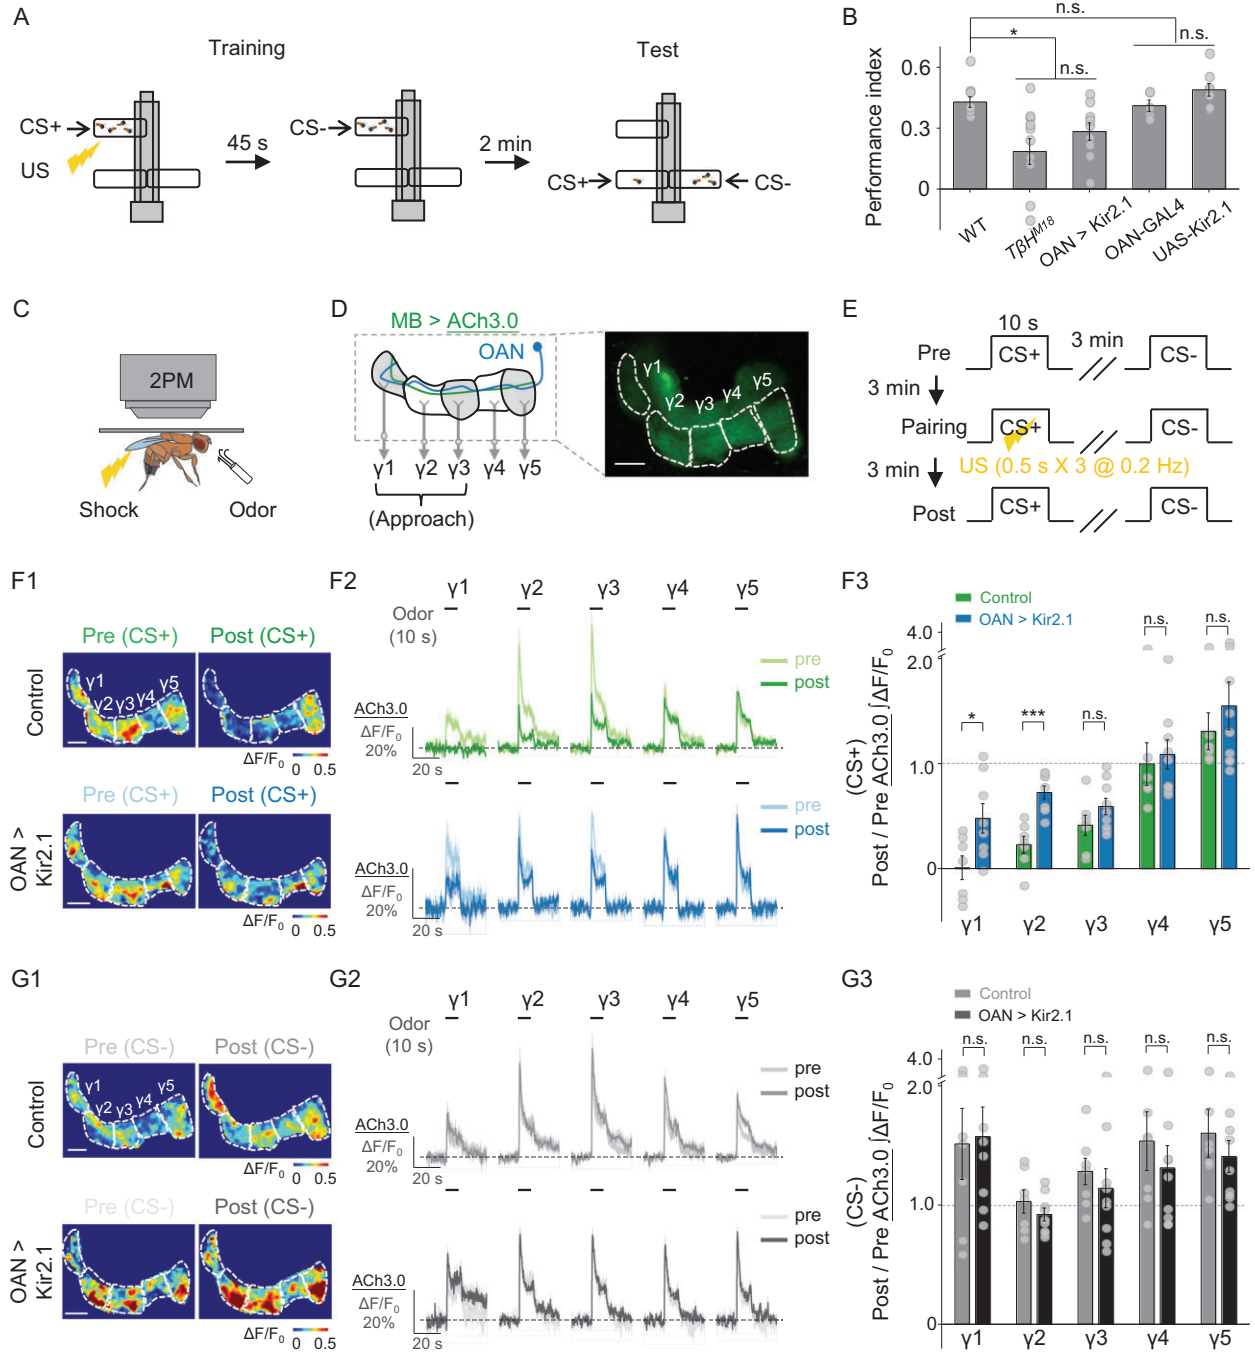 A
Training
Test
CS+
US
45 s
CS-
2 min
CS+
CS-
B
n.s.
*
n.s.
n.s.
Performance index
0.6
0.3
0
WT
TβH^M18
OAN > Kir2.1
OAN-GAL4
UAS-Kir2.1
C
2PM
Shock
Odor
D
MB > ACh3.0
OAN
γ1 γ2 γ3 γ4 γ5
(Approach)
γ1
γ2
γ3
γ4
γ5
E
10 s
Pre
CS+
3 min
CS-
3 min
Pairing
CS+
CS-
US (0.5 s X 3 @ 0.2 Hz)
3 min
Post
CS+
CS-
F1
Pre (CS+)
Post (CS+)
Control
γ1
γ2 γ3 γ4 γ5
ΔF/F0
0 0.5
Pre (CS+)
Post (CS+)
OAN >
Kir2.1
ΔF/F0
0 0.5
F2
γ1 γ2 γ3 γ4 γ5
Odor
(10 s)
pre
post
ACh3.0
ΔF/F0
20%
20 s
pre
post
ACh3.0
ΔF/F0
20%
20 s
F3
Control
OAN > Kir2.1
(CS+)
Post / Pre ACh3.0 ∫ΔF/F0
4.0
2.0
1.0
0
*
***
n.s.
n.s.
n.s.
γ1 γ2 γ3 γ4 γ5
G1
Pre (CS-)
Post (CS-)
Control
γ1
γ2 γ3 γ4 γ5
ΔF/F0
0 0.5
Pre (CS-)
Post (CS-)
OAN >
Kir2.1
ΔF/F0
0 0.5
G2
γ1 γ2 γ3 γ4 γ5
Odor
(10 s)
pre
post
ACh3.0
ΔF/F0
20%
20 s
pre
post
ACh3.0
ΔF/F0
20%
20 s
G3
Control
OAN > Kir2.1
(CS-)
Post / Pre ACh3.0 ∫ΔF/F0
4.0
2.0
1.0
0
n.s.
n.s.
n.s.
n.s.
n.s.
γ1 γ2 γ3 γ4 γ5